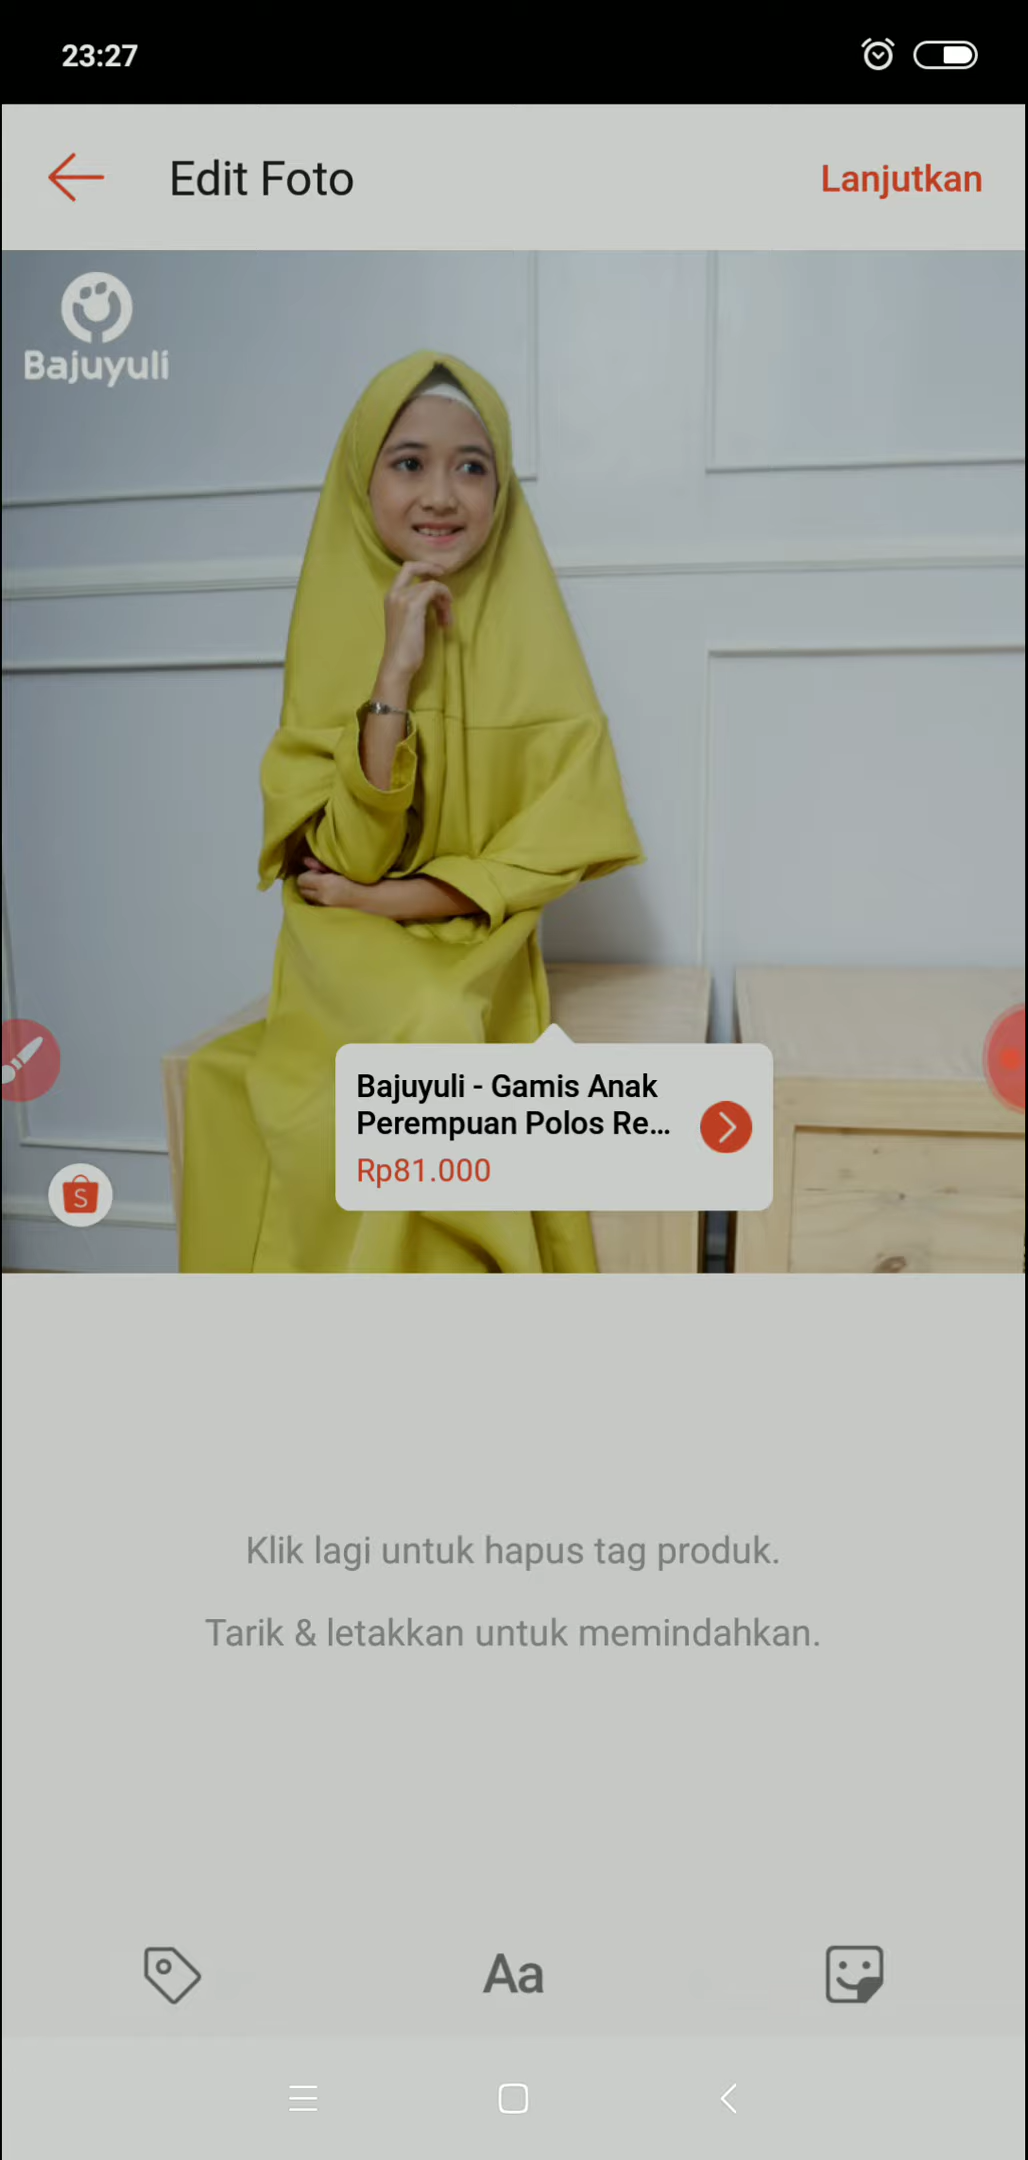 23:27
Edit Foto
Lanjutkan
Bajuyuli
Bajuyuli - Gamis Anak
Perempuan Polos Re...
Rp81.000
S
Klik lagi untuk hapus tag produk.
Tarik & letakkan untuk memindahkan.
Aa